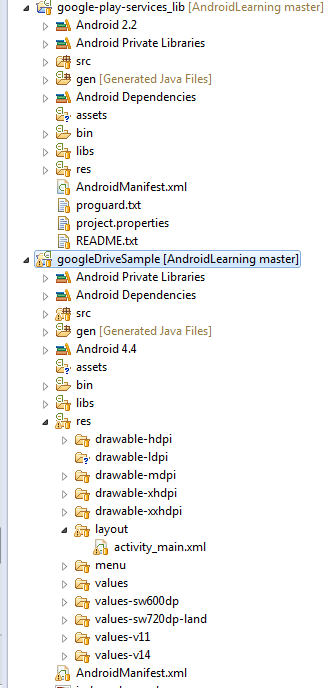 google-play-services_lib [AndroidLearning master]
Android 2.2
Android Private Libraries
src
gen [Generated Java Files]
Android Dependencies
assets
bin
libs
res
AndroidManifest.xml
proguard.txt
project.properties
README.txt
googleDriveSample [AndroidLearning master]
Android Private Libraries
Android Dependencies
src
gen [Generated Java Files]
Android 4.4
assets
bin
libs
res
drawable-hdpi
drawable-ldpi
drawable-mdpi
drawable-xhdpi
drawable-xxhdpi
layout
activity_main.xml
menu
values
values-sw600dp
values-sw720dp-land
values-v11
values-v14
AndroidManifest.xml